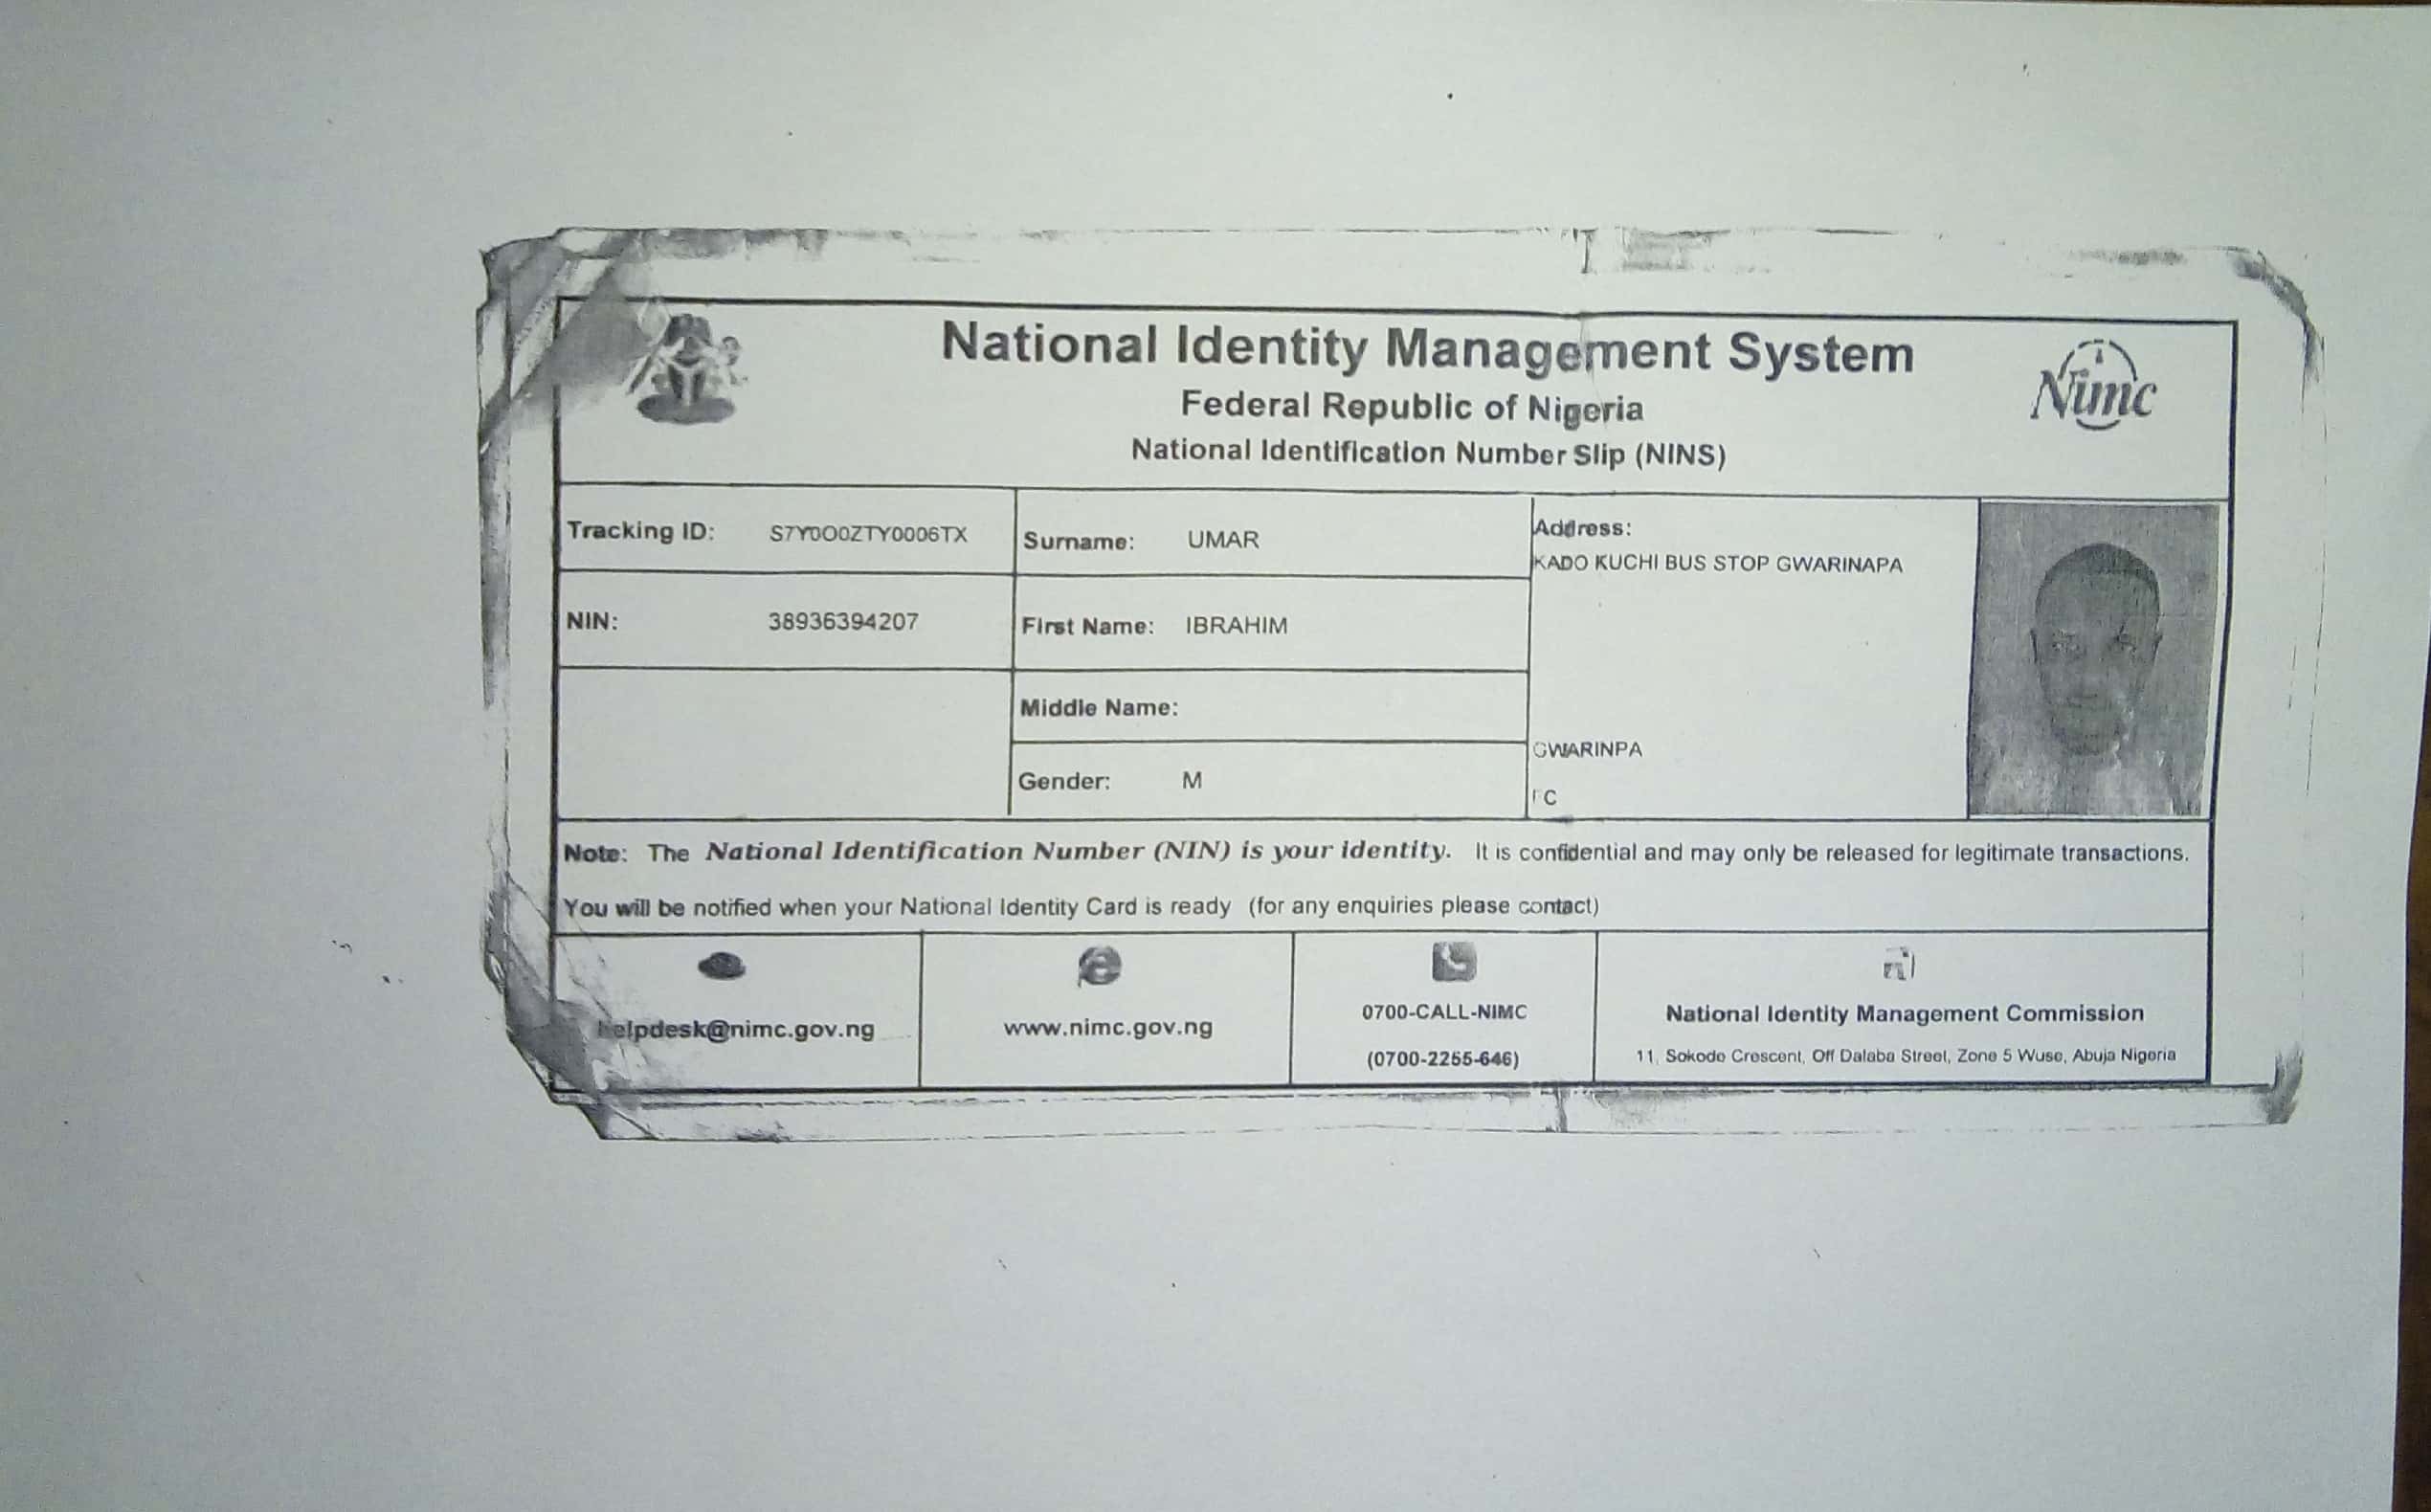 National Identity Management System
Federal Republic of Nigeria
National Identification Number Slip (NINS)
Nimc
Tracking ID: S7Y0O0ZTY0006TX
Surname: UMAR
Address:
KADO KUCHI BUS STOP GWARINAPA
NIN: 38936394207
First Name: IBRAHIM
Middle Name:
GWARINPA
Gender: M
Note: The National Identification Number (NIN) is your identity. It is confidential and may only be released for legitimate transactions.
You will be notified when your National Identity Card is ready (for any enquiries please contact)
helpdesk@nimc.gov.ng
www.nimc.gov.ng
0700-CALL-NIMC
(0700-2255-646)
National Identity Management Commission
11, Sokode Crescent, Off Dalaba Street, Zone 5 Wuse, Abuja Nigeria